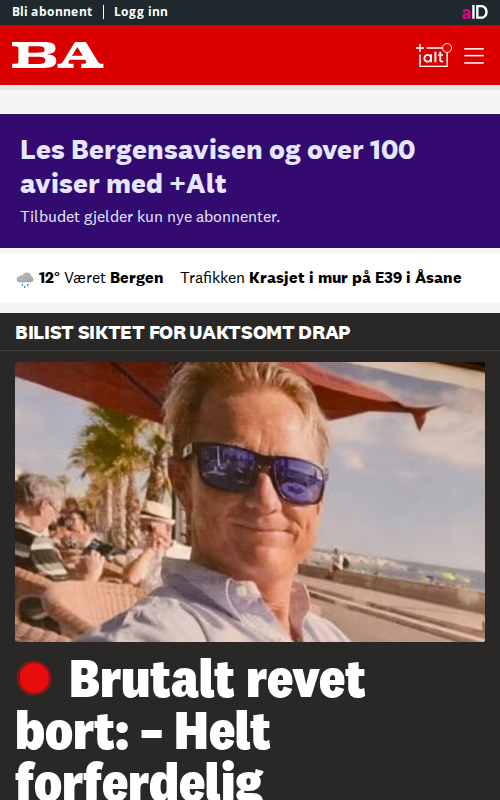 Bli abonnent | Logg inn
aID
BA
+alt
Les Bergensavisen og over 100
aviser med +Alt
Tilbudet gjelder kun nye abonnenter.
12° Været Bergen Trafikken Krasjet i mur på E39 i Åsane
BILIST SIKTET FOR UAKTSOMT DRAP
Brutalt revet
bort: – Helt
forferdelig